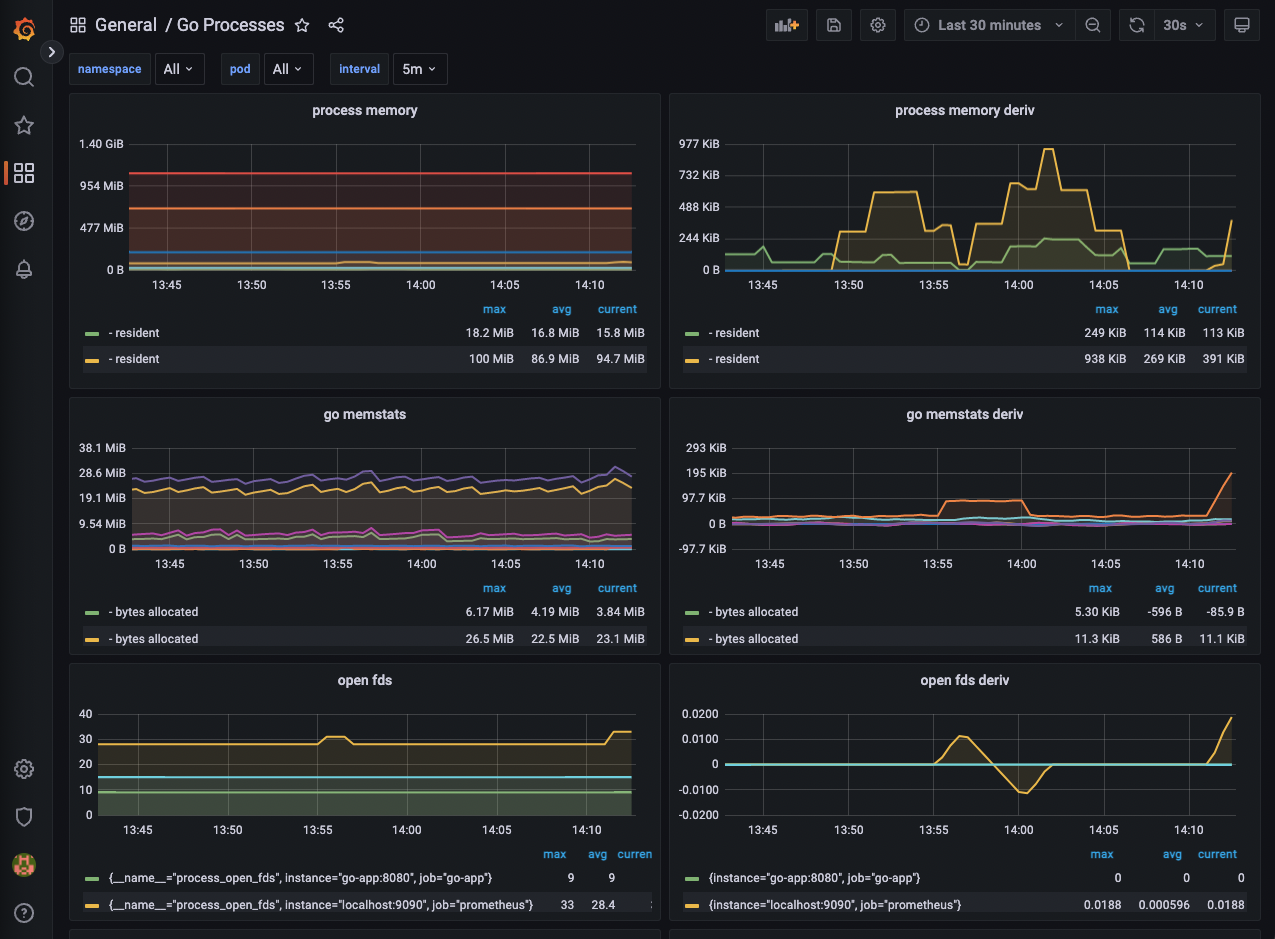 General / Go Processes
Last 30 minutes
30s
namespace All pod All interval 5m
process memory
1.40 GiB
954 MiB
477 MiB
0 B
13:45 13:50 13:55 14:00 14:05 14:10
max avg current
- resident 18.2 MiB 16.8 MiB 15.8 MiB
- resident 100 MiB 86.9 MiB 94.7 MiB
process memory deriv
977 KiB
732 KiB
488 KiB
244 KiB
0 B
13:45 13:50 13:55 14:00 14:05 14:10
max avg current
- resident 249 KiB 114 KiB 113 KiB
- resident 938 KiB 269 KiB 391 KiB
go memstats
38.1 MiB
28.6 MiB
19.1 MiB
9.54 MiB
0 B
13:45 13:50 13:55 14:00 14:05 14:10
max avg current
- bytes allocated 6.17 MiB 4.19 MiB 3.84 MiB
- bytes allocated 26.5 MiB 22.5 MiB 23.1 MiB
go memstats deriv
293 KiB
195 KiB
97.7 KiB
0 B
-97.7 KiB
13:45 13:50 13:55 14:00 14:05 14:10
max avg current
- bytes allocated 5.30 KiB -596 B -85.9 B
- bytes allocated 11.3 KiB 586 B 11.1 KiB
open fds
40
30
20
10
0
13:45 13:50 13:55 14:00 14:05 14:10
max avg curren
{__name__="process_open_fds", instance="go-app:8080", job="go-app"} 9 9
{__name__="process_open_fds", instance="localhost:9090", job="prometheus"} 33 28.4
open fds deriv
0.0200
0.0100
0
-0.0100
-0.0200
13:45 13:50 13:55 14:00 14:05 14:10
max avg current
{instance="go-app:8080", job="go-app"} 0 0 0
{instance="localhost:9090", job="prometheus"} 0.0188 0.000596 0.0188